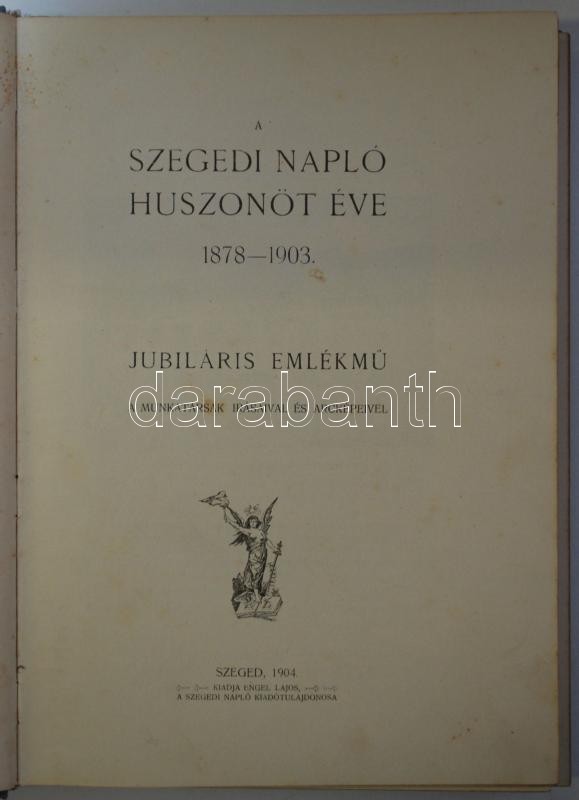 A
SZEGEDI NAPLÓ
HUSZONÖT ÉVE
1878—1903.
JUBILÁRIS EMLÉKMŰ
darabanth
A MUNKATÁRSAK IRÁSAIVAL ÉS ARCKÉPEIVEL
SZEGED, 1904.
KIADJA ENGEL LAJOS,
A SZEGEDI NAPLÓ KIADÓTULAJDONOSA